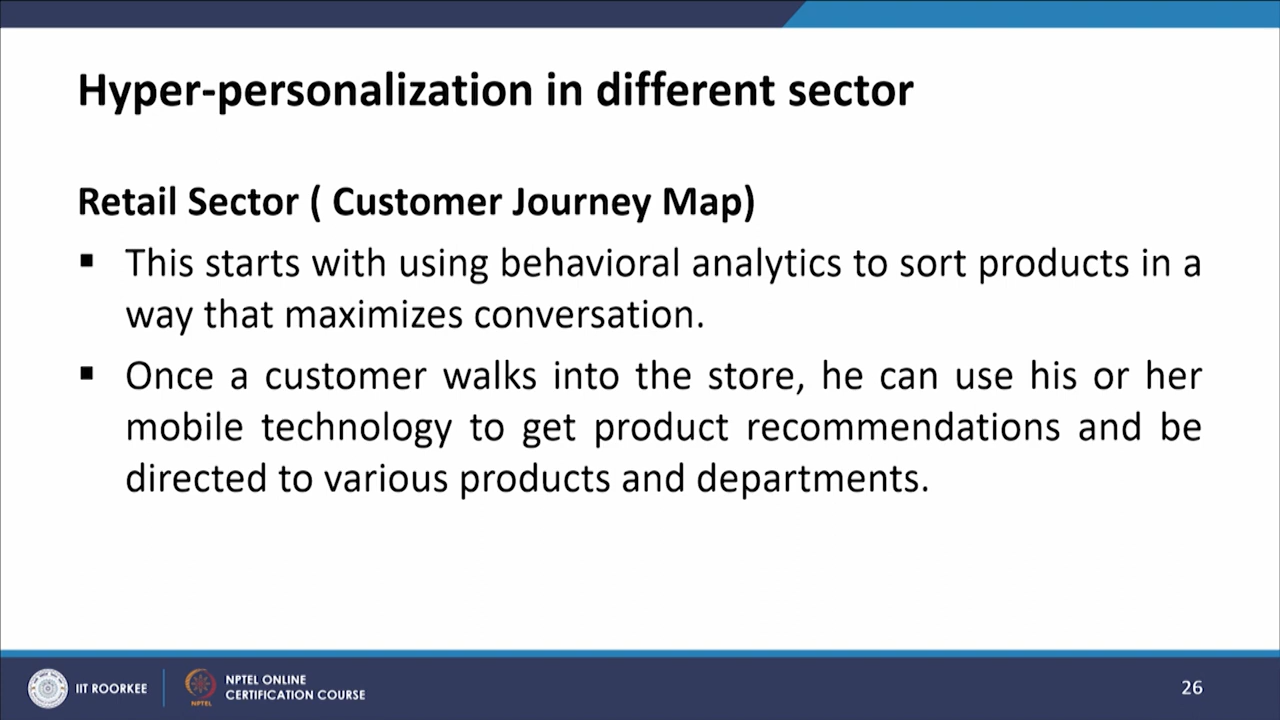 Hyper-personalization in different sector
Retail Sector ( Customer Journey Map)
▪ This starts with using behavioral analytics to sort products in a
way that maximizes conversation.
▪ Once a customer walks into the store, he can use his or her
mobile technology to get product recommendations and be
directed to various products and departments.
IIT ROORKEE
NPTEL
NPTEL ONLINE
CERTIFICATION COURSE
26